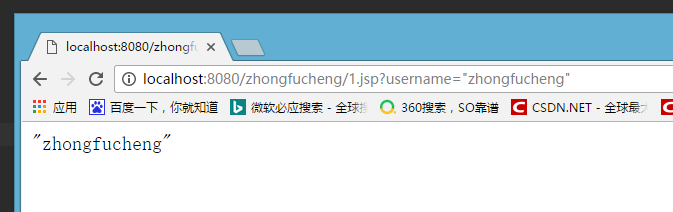 localhost:8080/zhongfu
localhost:8080/zhongfucheng/1.jsp?username="zhongfucheng"
应用 百度一下，你就知道 微软必应搜索 - 全球 360搜索，SO靠谱 CSDN.NET - 全球最
"zhongfucheng"